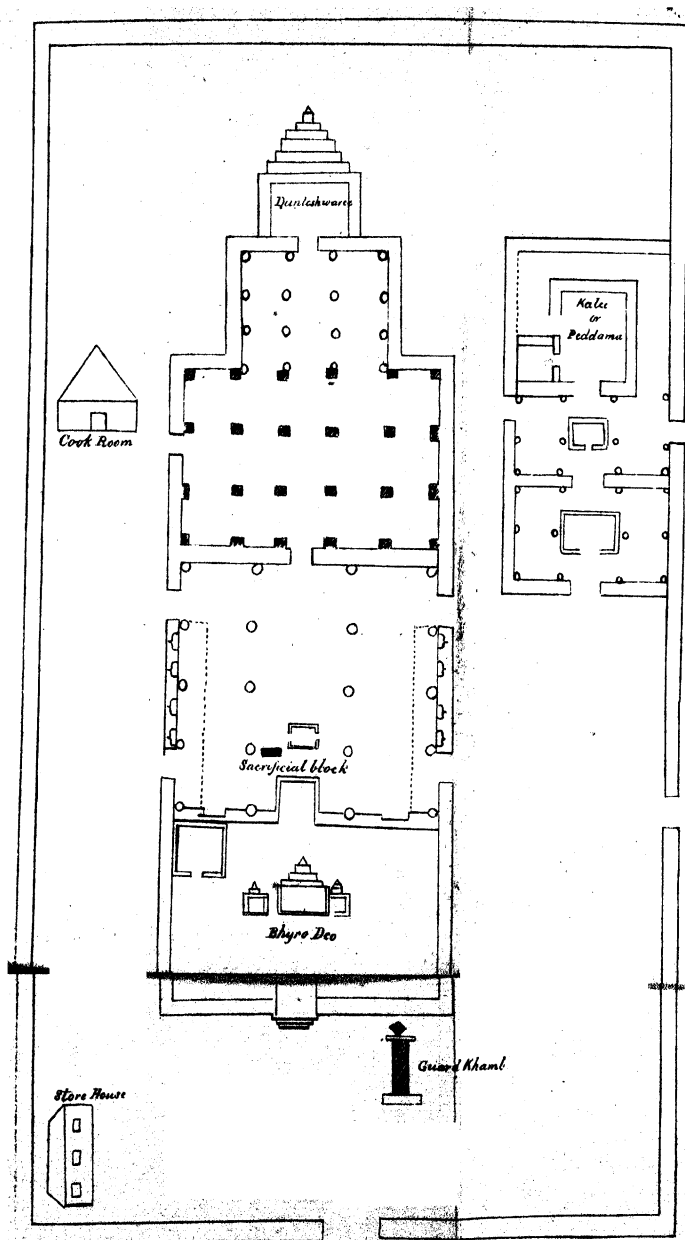 Dunteshwaree
Kalee
or
Peddama
Cook Room
Sacrificial block
Bhyro Deo
Guard Khamb
Store House